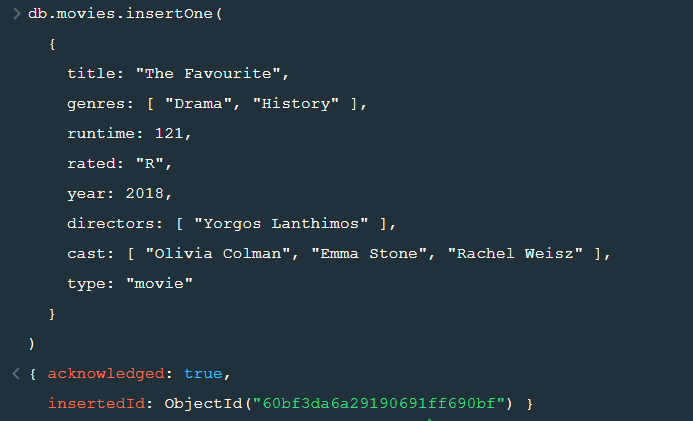 > db.movies.insertOne(
{
title: "The Favourite",
genres: [ "Drama", "History" ],
runtime: 121,
rated: "R",
year: 2018,
directors: [ "Yorgos Lanthimos" ],
cast: [ "Olivia Colman", "Emma Stone", "Rachel Weisz" ],
type: "movie"
}
)
< { acknowledged: true,
insertedId: ObjectId("60bf3da6a29190691ff690bf") }